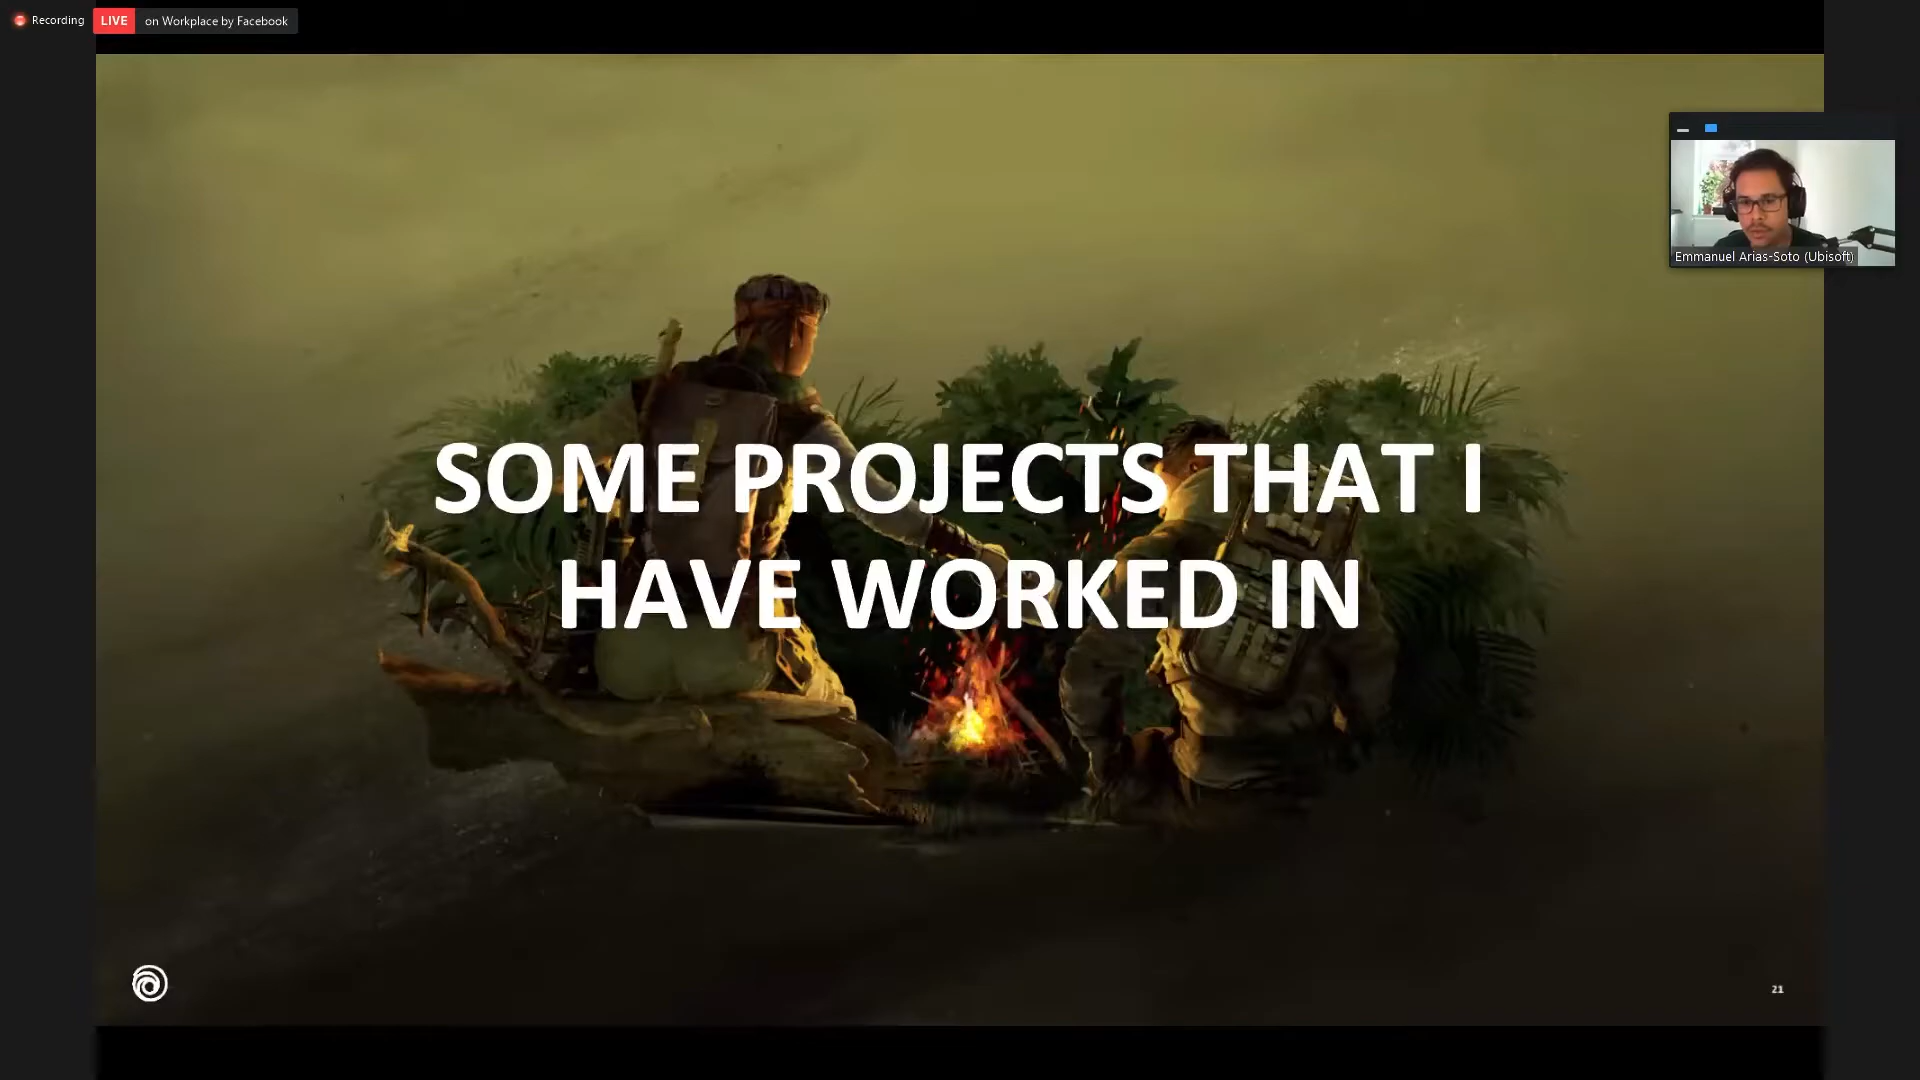 Recording
LIVE on Workplace by Facebook
Emmanuel Arias-Soto (Ubisoft)
SOME PROJECTS THAT I
HAVE WORKED IN
21